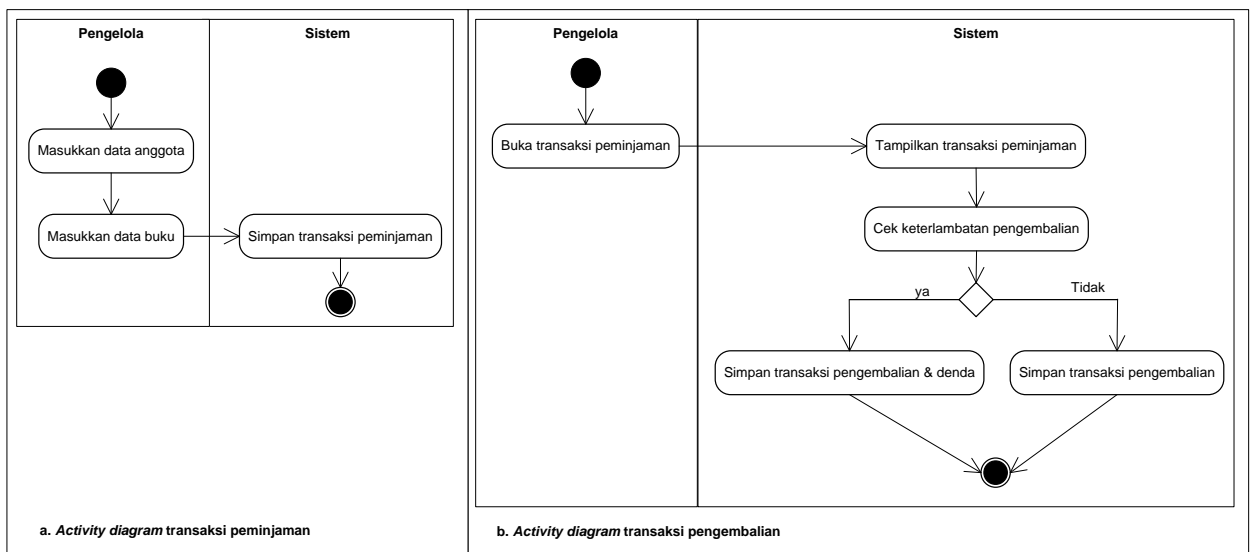 Pengelola
Sistem
Masukkan data anggota
Masukkan data buku
Simpan transaksi peminjaman
a. Activity diagram transaksi peminjaman
Pengelola
Sistem
Buka transaksi peminjaman
Tampilkan transaksi peminjaman
Cek keterlambatan pengembalian
ya
Tidak
Simpan transaksi pengembalian & denda
Simpan transaksi pengembalian
b. Activity diagram transaksi pengembalian